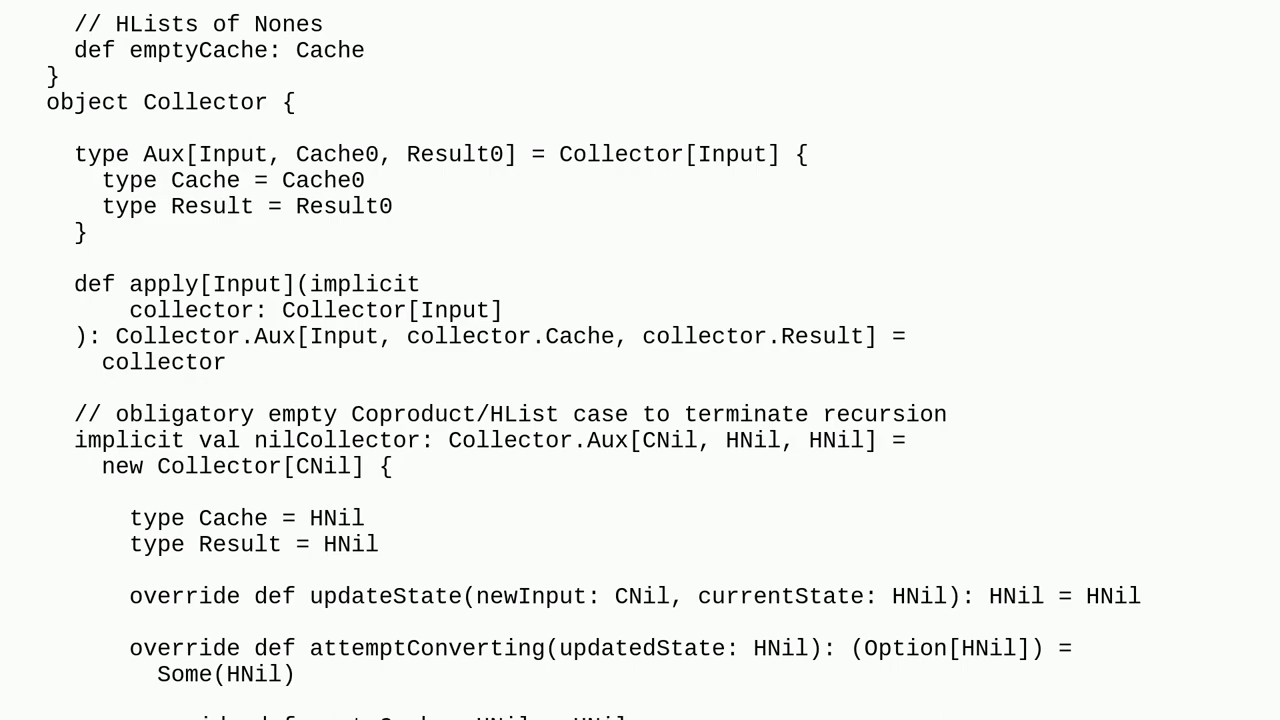 // HLists of Nones
def emptyCache: Cache
}
object Collector {
type Aux[Input, Cache0, Result0] = Collector[Input] {
type Cache = Cache0
type Result = Result0
}
def apply[Input](implicit
collector: Collector[Input]
): Collector.Aux[Input, collector.Cache, collector.Result] =
collector
// obligatory empty Coproduct/HList case to terminate recursion
implicit val nilCollector: Collector.Aux[CNil, HNil, HNil] =
new Collector[CNil] {
type Cache = HNil
type Result = HNil
override def updateState(newInput: CNil, currentState: HNil): HNil = HNil
override def attemptConverting(updatedState: HNil): (Option[HNil]) =
Some(HNil)